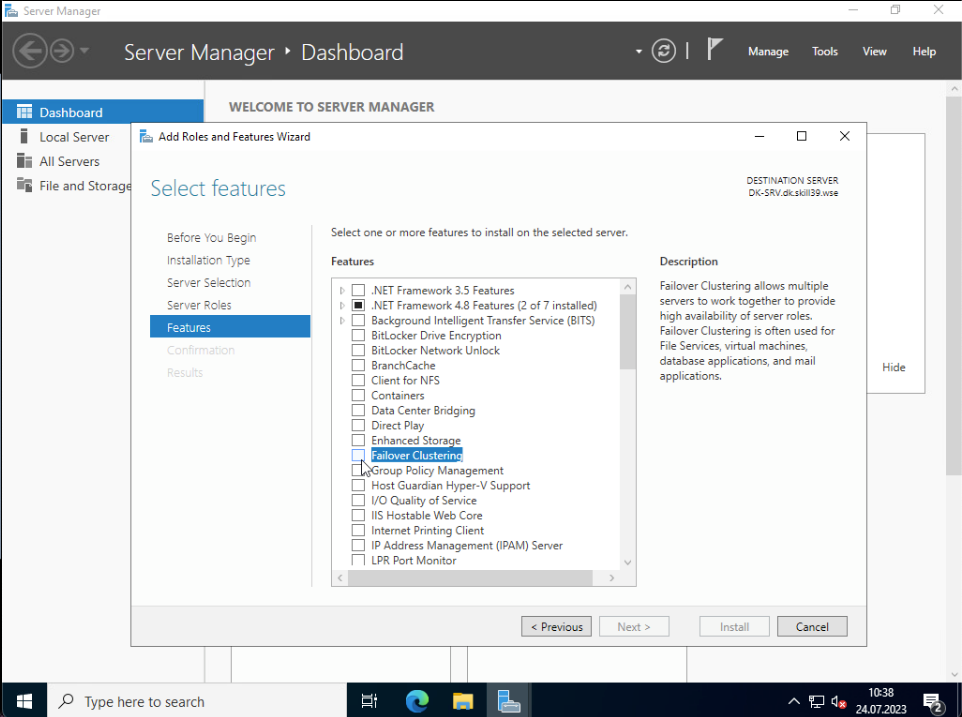 Server Manager
Server Manager ‣ Dashboard
Manage
Tools
View
Help
Dashboard
Local Server
All Servers
File and Storage
WELCOME TO SERVER MANAGER
Add Roles and Features Wizard
Select features
DESTINATION SERVER
DK-SRV.dk.skill39.wse
Before You Begin
Installation Type
Server Selection
Server Roles
Features
Confirmation
Results
Select one or more features to install on the selected server.
Features
.NET Framework 3.5 Features
.NET Framework 4.8 Features (2 of 7 installed)
Background Intelligent Transfer Service (BITS)
BitLocker Drive Encryption
BitLocker Network Unlock
BranchCache
Client for NFS
Containers
Data Center Bridging
Direct Play
Enhanced Storage
Failover Clustering
Group Policy Management
Host Guardian Hyper-V Support
I/O Quality of Service
IIS Hostable Web Core
Internet Printing Client
IP Address Management (IPAM) Server
LPR Port Monitor
Description
Failover Clustering allows multiple
servers to work together to provide
high availability of server roles.
Failover Clustering is often used for
File Services, virtual machines,
database applications, and mail
applications.
Hide
< Previous
Next >
Install
Cancel
Type here to search
10:38
24.07.2023
2